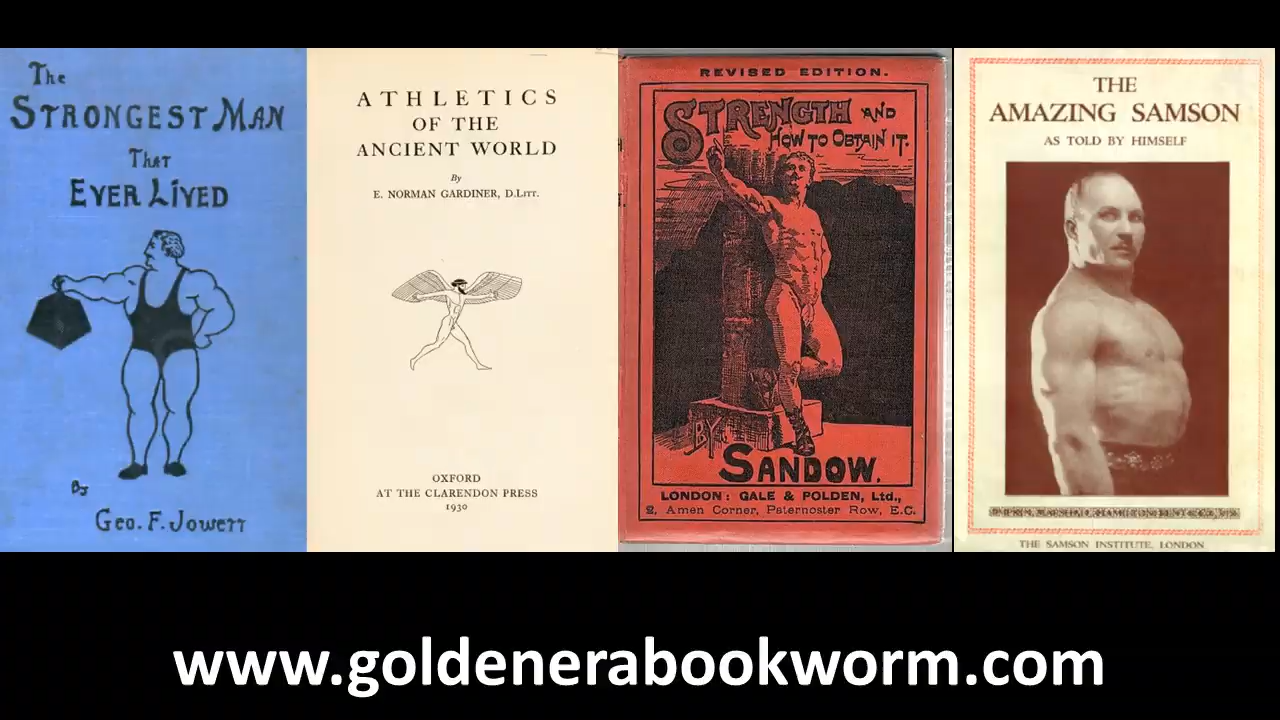 The
STRONGEST MAN
That
EVER LIVED
By
Geo. F. Jowett
ATHLETICS
OF THE
ANCIENT WORLD
By
E. NORMAN GARDINER, D.LITT.
OXFORD
AT THE CLARENDON PRESS
1930
REVISED EDITION.
STRENGTH AND
HOW TO OBTAIN IT.
BY
SANDOW.
LONDON: GALE & POLDEN, Ltd.,
2, Amen Corner, Paternoster Row, E.C.
THE
AMAZING SAMSON
AS TOLD BY HIMSELF
THE SAMSON INSTITUTE, LONDON
www.goldenerabookworm.com